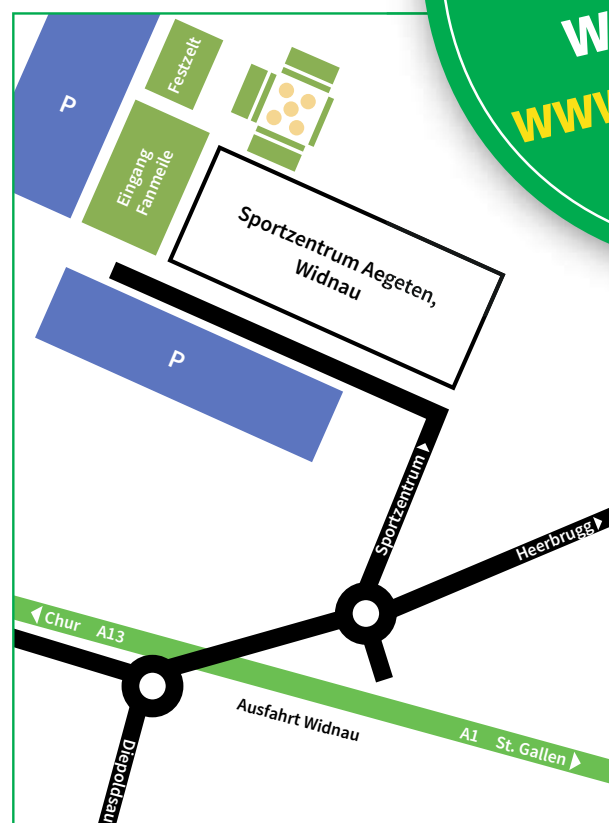 P
Festzelt
Eingang
Fanmeile
Sportzentrum Aegeten,
Widnau
P
Sportzentrum
Heerbrugg
Chur A13
Ausfahrt Widnau
A1 St. Gallen